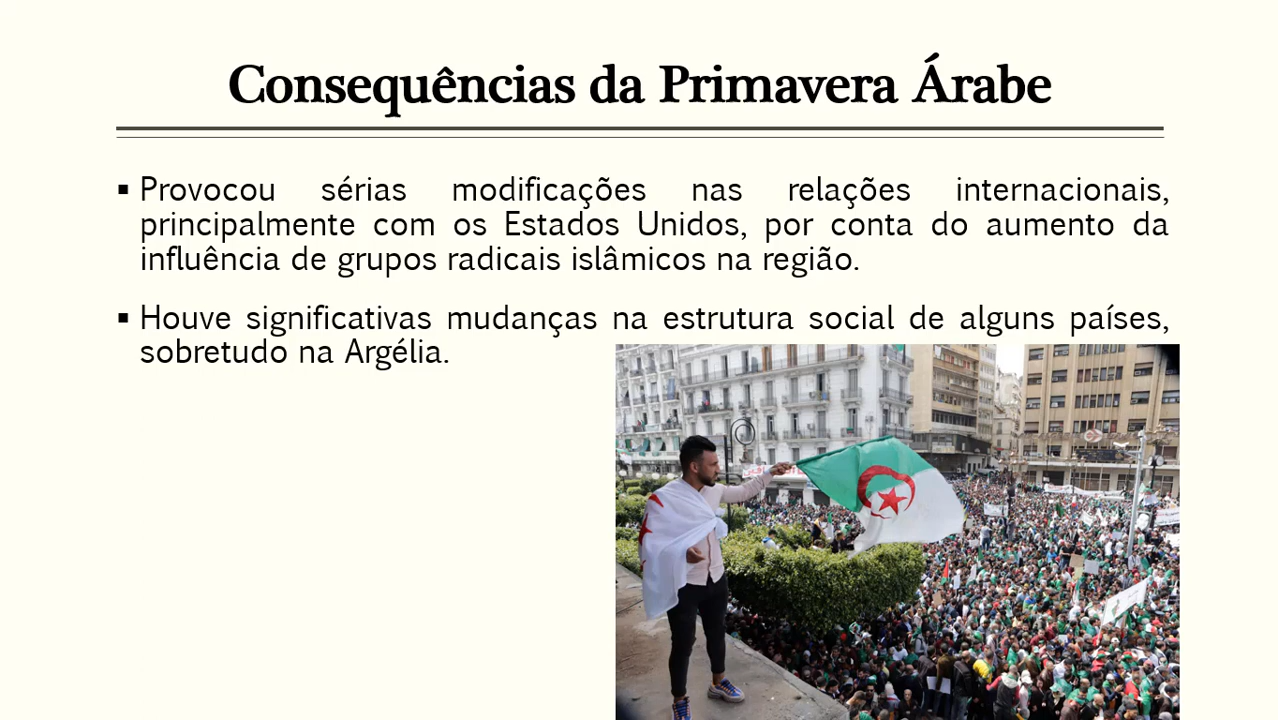 Consequências da Primavera Árabe
▪ Provocou sérias modificações nas relações internacionais,
principalmente com os Estados Unidos, por conta do aumento da
influência de grupos radicais islâmicos na região.
▪ Houve significativas mudanças na estrutura social de alguns países,
sobretudo na Argélia.